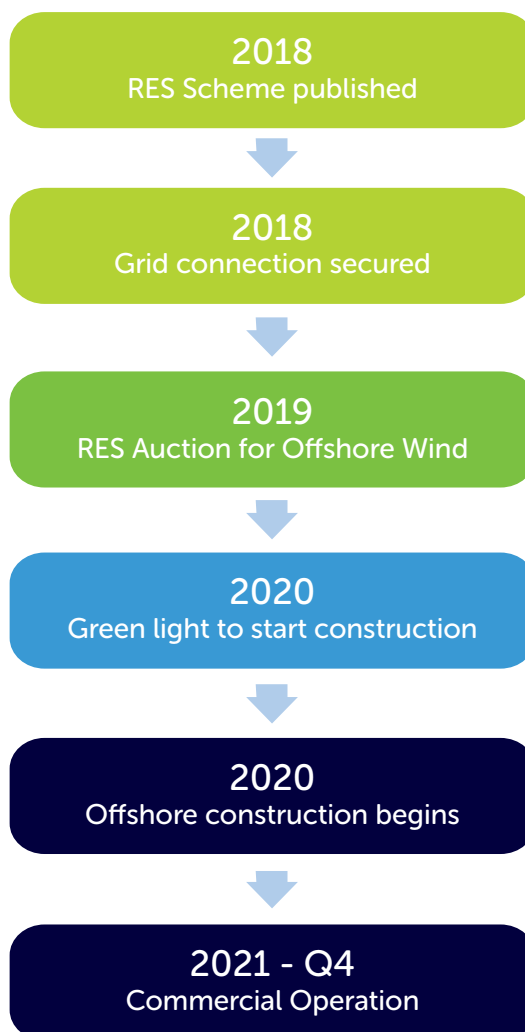 2018
RES Scheme published
2018
Grid connection secured
2019
RES Auction for Offshore Wind
2020
Green light to start construction
2020
Offshore construction begins
2021 - Q4
Commercial Operation